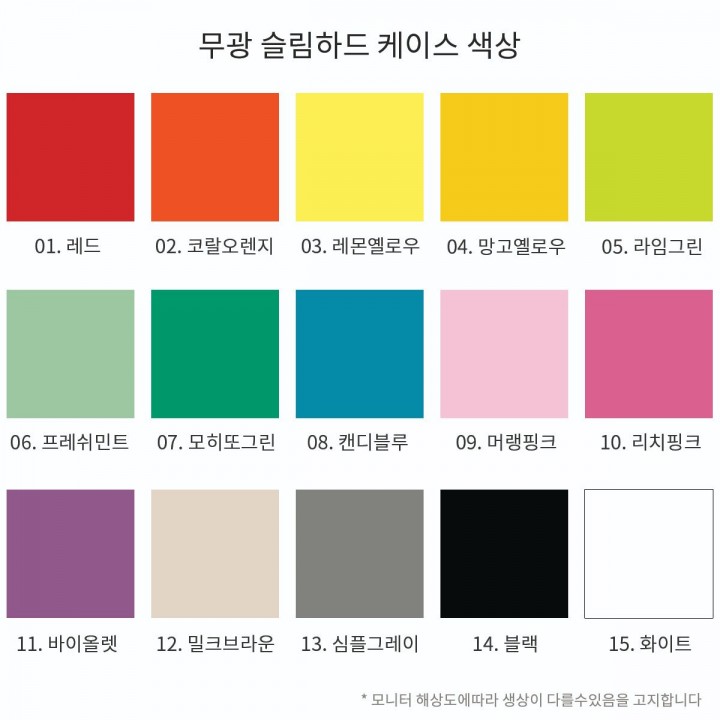 무광 슬림하드 케이스 색상
01. 레드
02. 코랄오렌지
03. 레몬옐로우
04. 망고옐로우
05. 라임그린
06. 프레쉬민트
07. 모히또그린
08. 캔디블루
09. 머랭핑크
10. 리치핑크
11. 바이올렛
12. 밀크브라운
13. 심플그레이
14. 블랙
15. 화이트
* 모니터 해상도에따라 생상이 다를수있음을 고지합니다